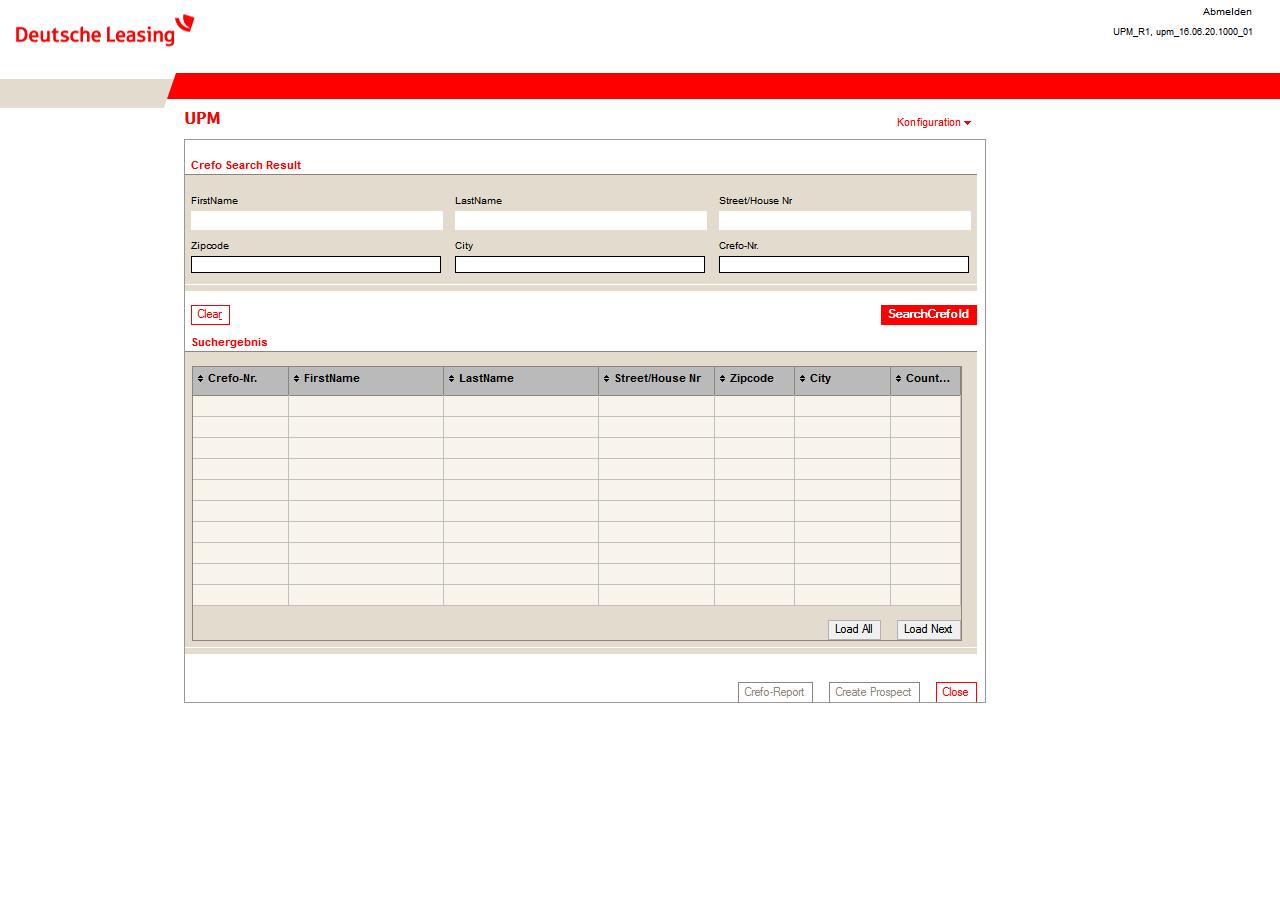 Deutsche Leasing
Abmelden
UPM_R1, upm_16.06.20.1000_01
UPM
Konfiguration
Crefo Search Result
FirstName LastName Street/House Nr
Zipcode City Crefo-Nr.
Clear SearchCrefoId
Suchergebnis
Crefo-Nr. FirstName LastName Street/House Nr Zipcode City Count...
Load All Load Next
Crefo-Report Create Prospect Close